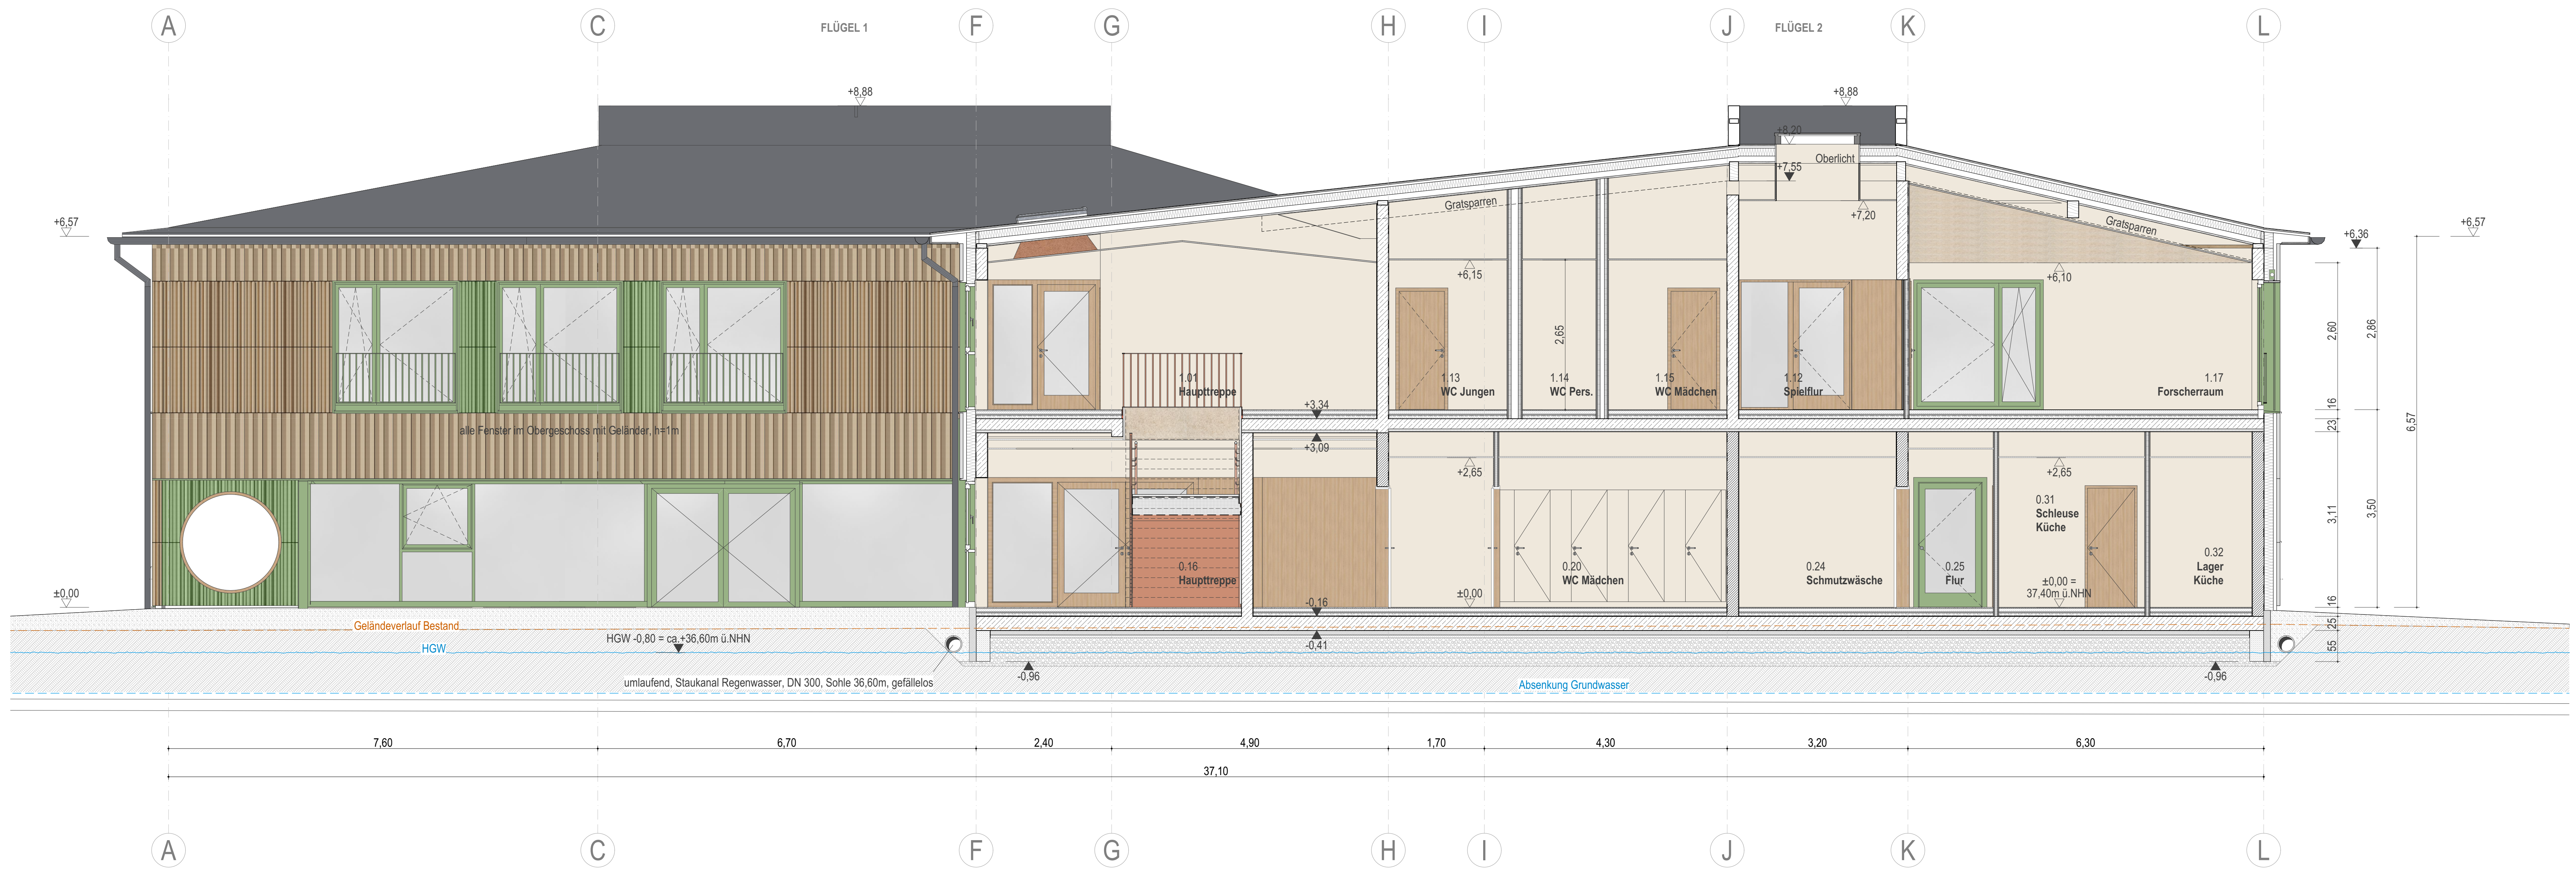 A
C
F
G
H
I
J
K
L
FLÜGEL 1
FLÜGEL 2
+8,88
+8,88
+8,20
Oberlicht
+7,55
+7,20
Gratsparren
Gratsparren
+6,57
+6,57
+6,36
+6,15
+6,10
2,65
2,60
2,86
1.01
Haupttreppe
1.13
WC Jungen
1.14
WC Pers.
1.15
WC Mädchen
1.12
Spielflur
1.17
Forscherraum
alle Fenster im Obergeschoss mit Geländer, h=1m
+3,34
+3,09
+2,65
+2,65
16
23
6,57
3,11
3,50
0.31
Schleuse
Küche
0.16
Haupttreppe
0.20
WC Mädchen
0.24
Schmutzwäsche
0.25
Flur
0.32
Lager
Küche
±0,00
±0,00
±0,00 =
37,40m ü.NHN
-0,16
-0,41
16
25
55
Geländeverlauf Bestand
HGW
HGW -0,80 = ca.+36,60m ü.NHN
umlaufend, Staukanal Regenwasser, DN 300, Sohle 36,60m, gefällelos
-0,96
-0,96
Absenkung Grundwasser
7,60
6,70
2,40
4,90
1,70
4,30
3,20
6,30
37,10
A
C
F
G
H
I
J
K
L